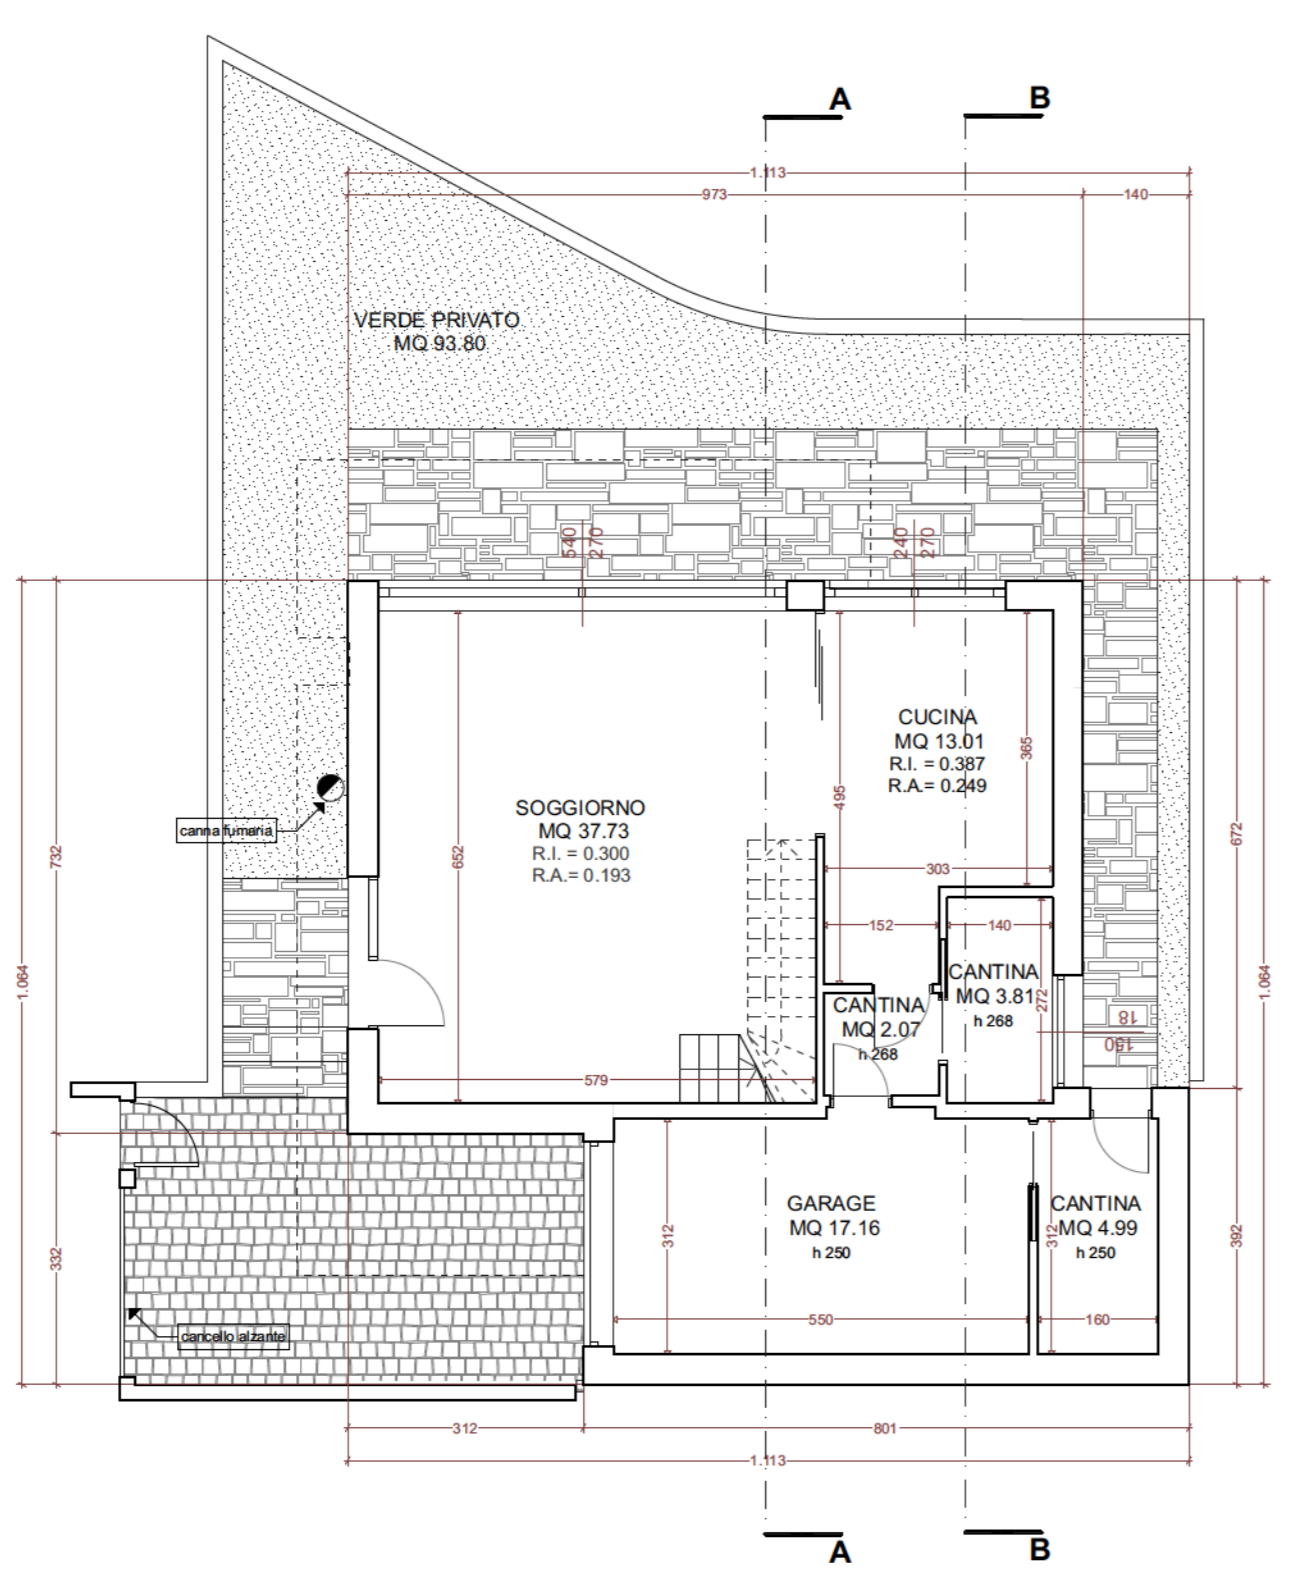 A
B
1.113
973
140
VERDE PRIVATO
MQ 93.80
540
270
240
270
CUCINA
MQ 13.01
R.I. = 0.387
R.A.= 0.249
365
495
SOGGIORNO
MQ 37.73
R.I. = 0.300
R.A.= 0.193
652
canna fumaria
732
672
303
152
140
1.064
1.064
CANTINA
MQ 3.81
h 268
272
CANTINA
MQ 2.07
h 268
18
150
579
GARAGE
MQ 17.16
h 250
CANTINA
MQ 4.99
h 250
312
312
332
392
cancello alzante
550
160
312
801
1.113
A
B